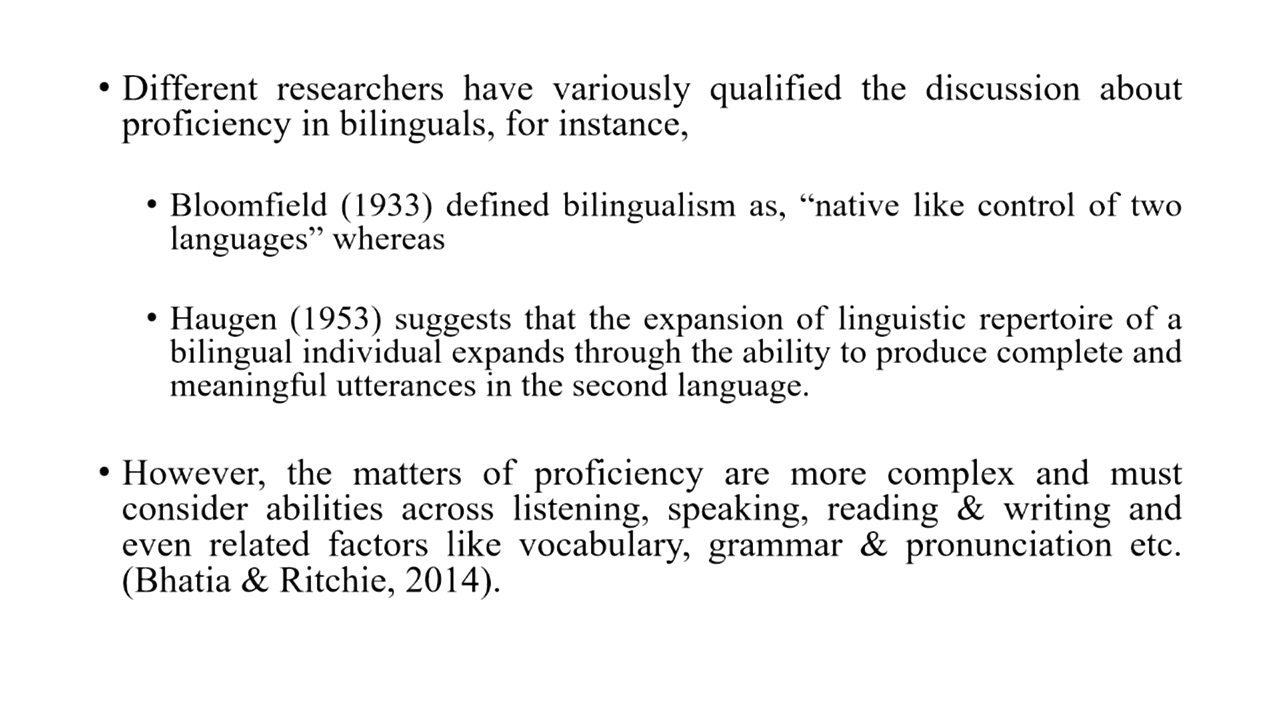 • Different researchers have variously qualified the discussion about
proficiency in bilinguals, for instance,
• Bloomfield (1933) defined bilingualism as, “native like control of two
languages” whereas
• Haugen (1953) suggests that the expansion of linguistic repertoire of a
bilingual individual expands through the ability to produce complete and
meaningful utterances in the second language.
• However, the matters of proficiency are more complex and must
consider abilities across listening, speaking, reading & writing and
even related factors like vocabulary, grammar & pronunciation etc.
(Bhatia & Ritchie, 2014).